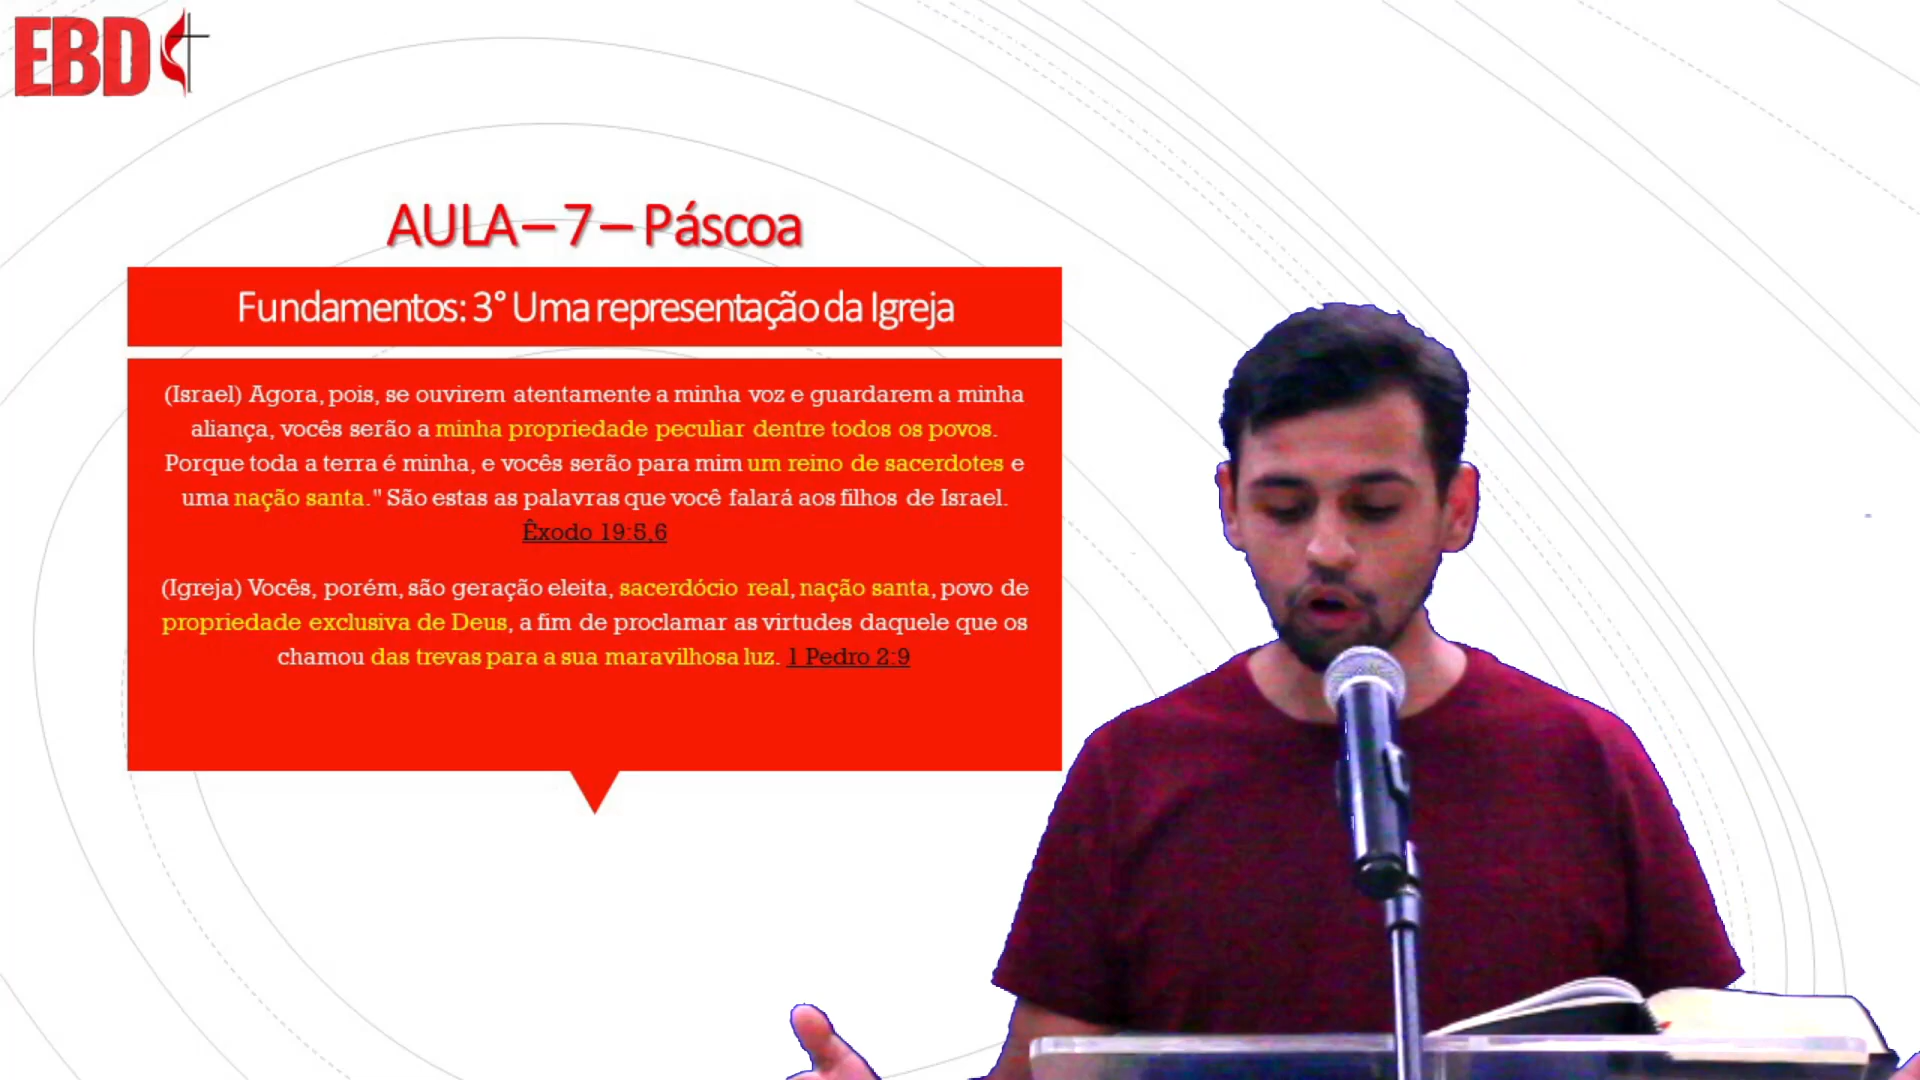 EBD
AULA – 7 – Páscoa
Fundamentos: 3° Uma representação da Igreja
(Israel) Agora, pois, se ouvirem atentamente a minha voz e guardarem a minha
aliança, vocês serão a minha propriedade peculiar dentre todos os povos.
Porque toda a terra é minha, e vocês serão para mim um reino de sacerdotes e
uma nação santa." São estas as palavras que você falará aos filhos de Israel.
Êxodo 19:5,6
(Igreja) Vocês, porém, são geração eleita, sacerdócio real, nação santa, povo de
propriedade exclusiva de Deus, a fim de proclamar as virtudes daquele que os
chamou das trevas para a sua maravilhosa luz. 1 Pedro 2:9